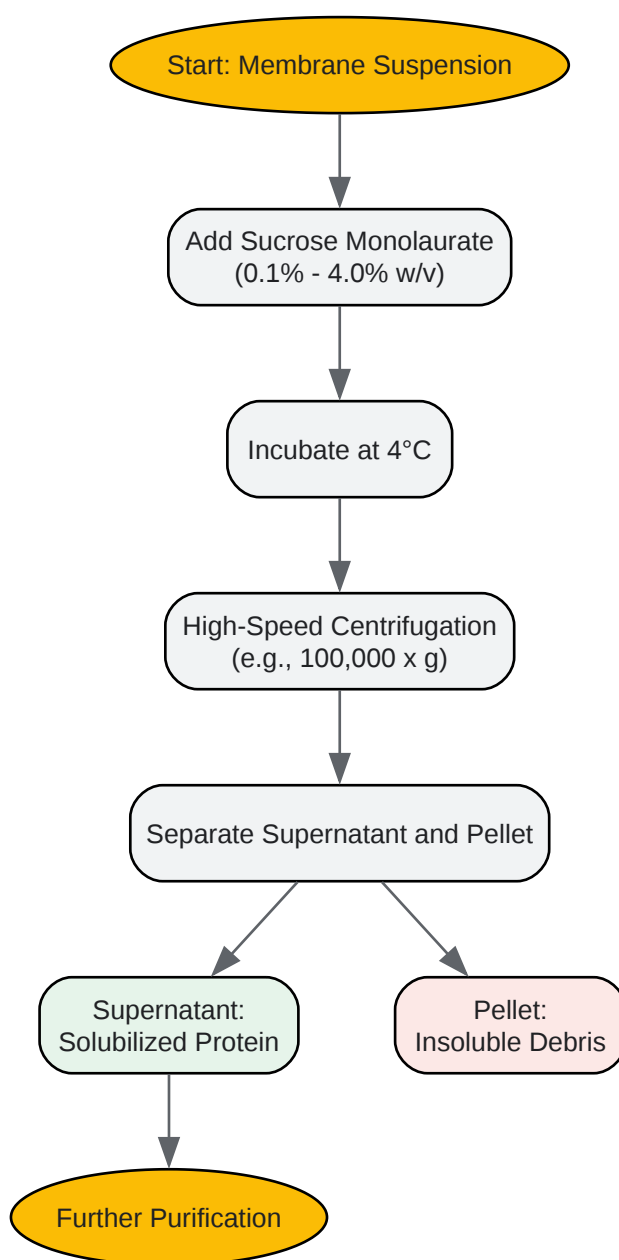 Start: Membrane Suspension
Add Sucrose Monolaurate
(0.1% - 4.0% w/v)
Incubate at 4°C
High-Speed Centrifugation
(e.g., 100,000 x g)
Separate Supernatant and Pellet
Supernatant:
Solubilized Protein
Pellet:
Insoluble Debris
Further Purification